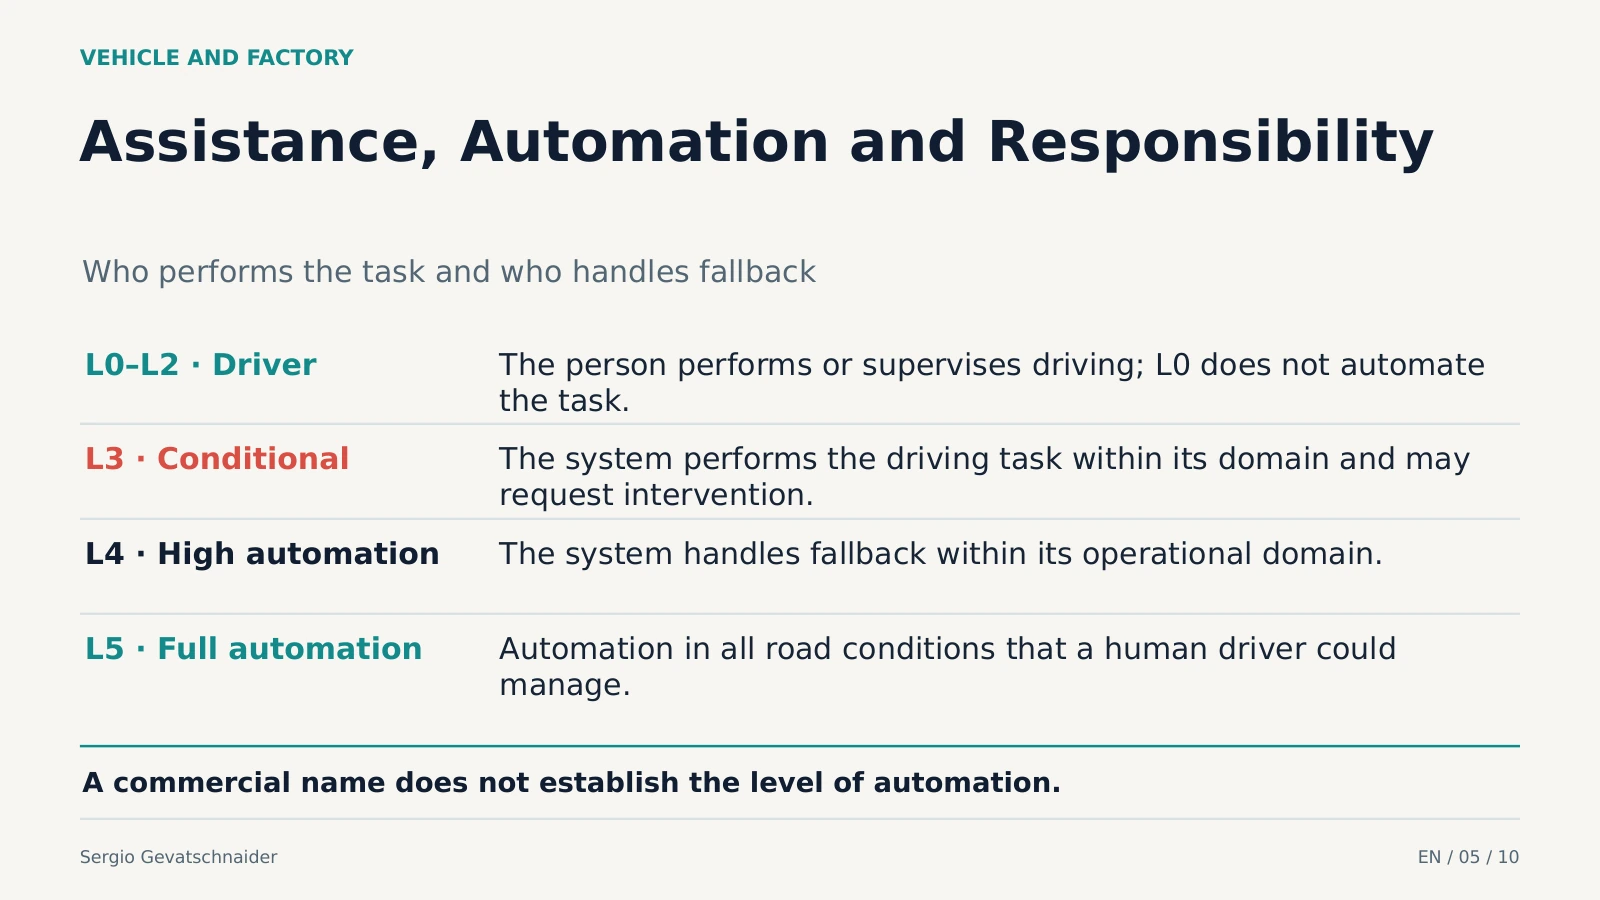 VEHICLE AND FACTORY
Assistance, Automation and Responsibility
Who performs the task and who handles fallback
L0–L2 · Driver
The person performs or supervises driving; L0 does not automate
the task.
L3 · Conditional
The system performs the driving task within its domain and may
request intervention.
L4 · High automation
The system handles fallback within its operational domain.
L5 · Full automation
Automation in all road conditions that a human driver could
manage.
A commercial name does not establish the level of automation.
Sergio Gevatschnaider
EN / 05 / 10